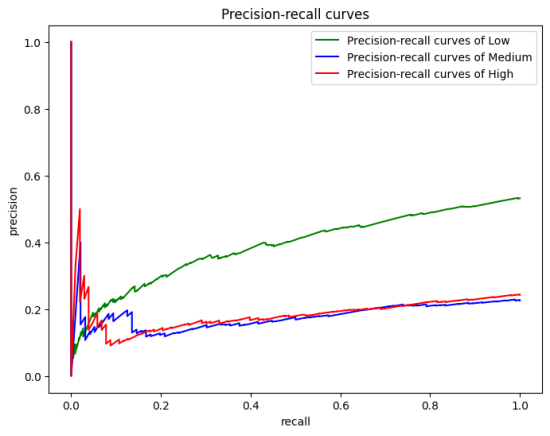 Precision-recall curves
Precision-recall curves of Low
Precision-recall curves of Medium
Precision-recall curves of High
1.0
0.8
0.6
0.4
0.2
0.0
precision
0.0 0.2 0.4 0.6 0.8 1.0
recall